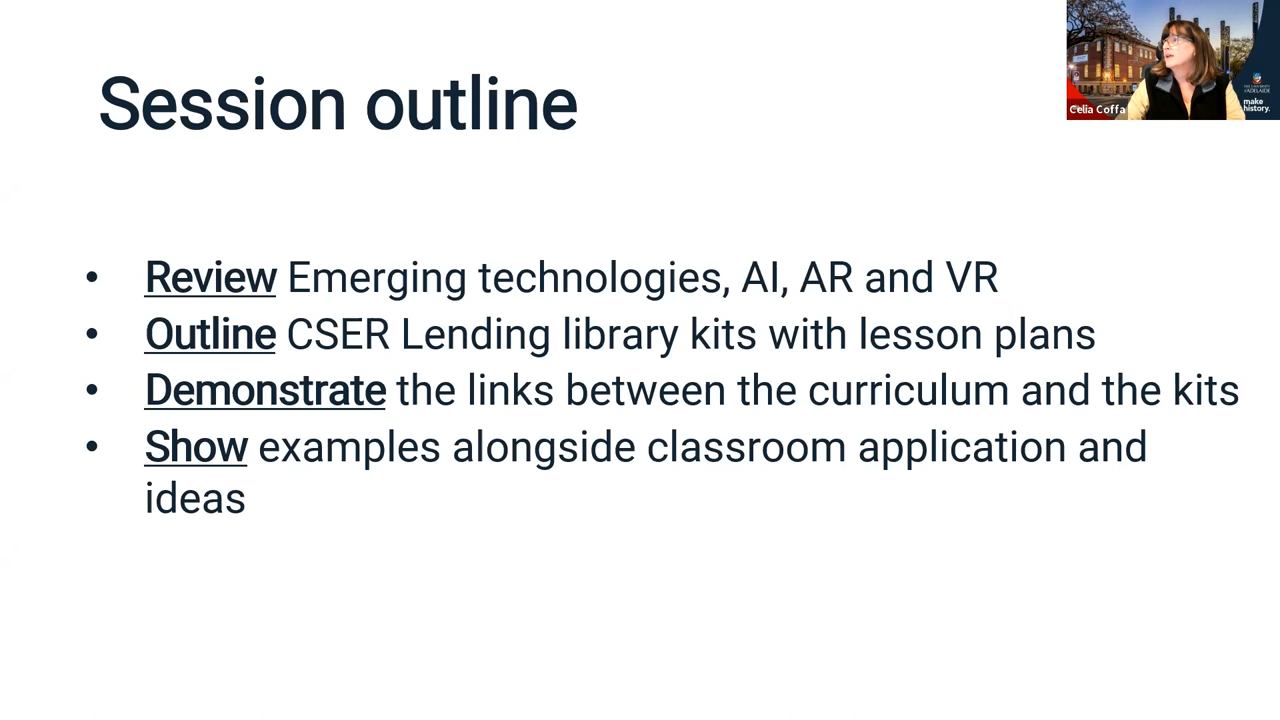 Session outline
• Review Emerging technologies, AI, AR and VR
• Outline CSER Lending library kits with lesson plans
• Demonstrate the links between the curriculum and the kits
• Show examples alongside classroom application and
ideas
Celia Coffa
make
history.